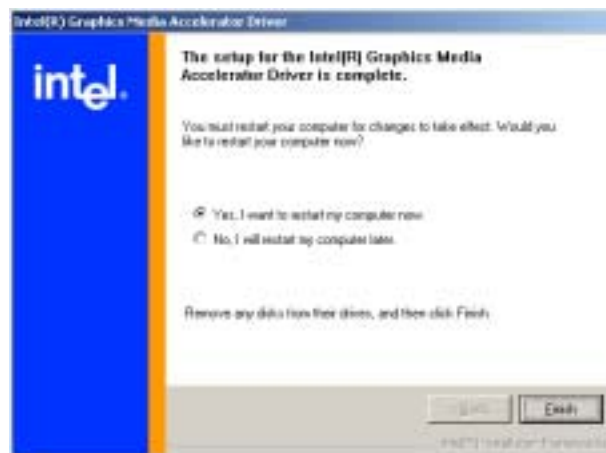 Intel(R) Graphics Media Accelerator Driver
intel.
The setup for the Intel(R) Graphics Media
Accelerator Driver is complete.
You must restart your computer for changes to take effect. Would you
like to restart your computer now?
Yes, I want to restart my computer now.
No, I will restart my computer later.
Remove any disks from their drives, and then click Finish.
< Back
Finish